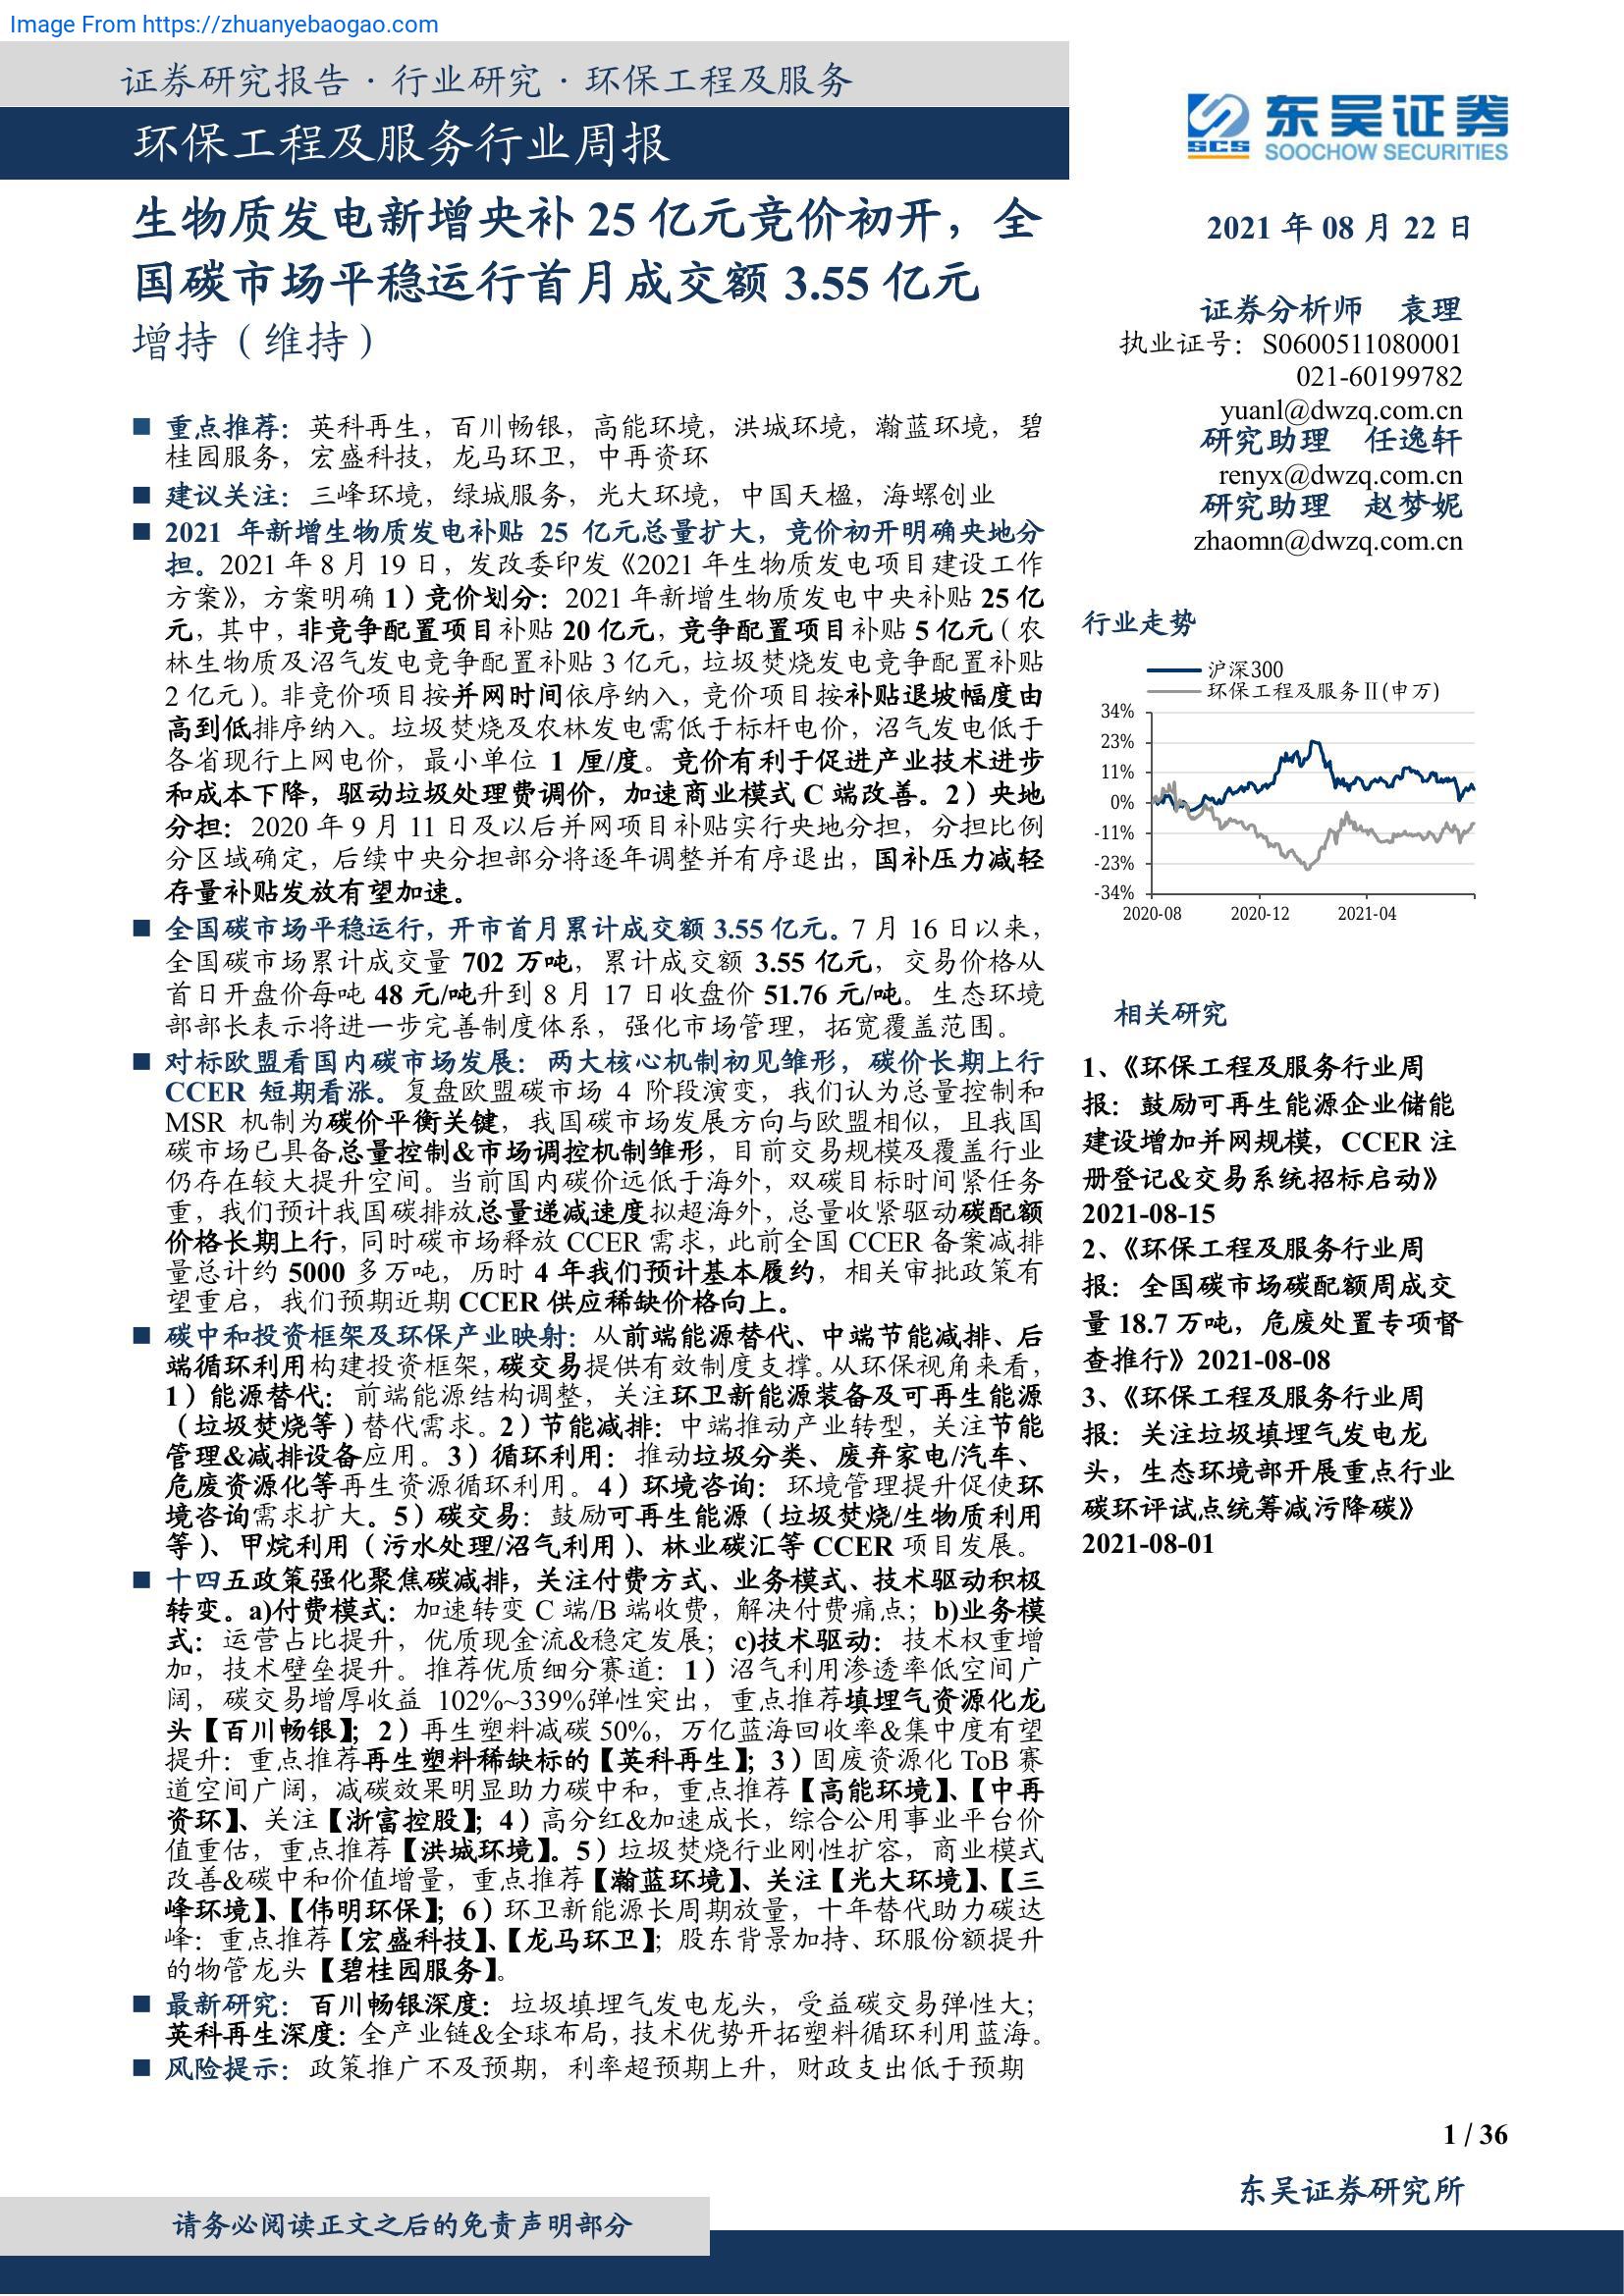 Image From https://zhuanyebaogao.com
证券研究报告·行业研究·环保工程及服务
环保工程及服务行业周报
东吴证券
SCS
SOOCHOW SECURITIES
生物质发电新增央补 25 亿元竞价初开，全
国碳市场平稳运行首月成交额 3.55 亿元
增持（维持）
■ 重点推荐：英科再生，百川畅银，高能环境，洪城环境，瀚蓝环境，碧
桂园服务，宏盛科技，龙马环卫，中再资环
■ 建议关注：三峰环境，绿城服务，光大环境，中国天楹，海螺创业
■ 2021 年新增生物质发电补贴 25 亿元总量扩大，竞价初开明确央地分
担。2021 年 8 月 19 日，发改委印发《2021 年生物质发电项目建设工作
方案》，方案明确 1）竞价划分：2021 年新增生物质发电中央补贴 25 亿
元，其中，非竞争配置项目补贴 20 亿元，竞争配置项目补贴 5 亿元（农
林生物质及沼气发电竞争配置补贴 3 亿元，垃圾焚烧发电竞争配置补贴
2 亿元）。非竞价项目按并网时间依序纳入，竞价项目按补贴退坡幅度由
高到低排序纳入。垃圾焚烧及农林发电需低于标杆电价，沼气发电低于
各省现行上网电价，最小单位 1 厘/度。竞价有利于促进产业技术进步
和成本下降，驱动垃圾处理费调价，加速商业模式 C 端改善。2）央地
分担：2020 年 9 月 11 日及以后并网项目补贴实行央地分担，分担比例
分区域确定，后续中央分担部分将逐年调整并有序退出，国补压力减轻
存量补贴发放有望加速。
■ 全国碳市场平稳运行，开市首月累计成交额 3.55 亿元。7 月 16 日以来，
全国碳市场累计成交量 702 万吨，累计成交额 3.55 亿元，交易价格从
首日开盘价每吨 48 元/吨升到 8 月 17 日收盘价 51.76 元/吨。生态环境
部部长表示将进一步完善制度体系，强化市场管理，拓宽覆盖范围。
■ 对标欧盟看国内碳市场发展：两大核心机制初见雏形，碳价长期上行
CCER 短期看涨。复盘欧盟碳市场 4 阶段演变，我们认为总量控制和
MSR 机制为碳价平衡关键，我国碳市场发展方向与欧盟相似，且我国
碳市场已具备总量控制&市场调控机制雏形，目前交易规模及覆盖行业
仍存在较大提升空间。当前国内碳价远低于海外，双碳目标时间紧任务
重，我们预计我国碳排放总量递减速度拟超海外，总量收紧驱动碳配额
价格长期上行，同时碳市场释放 CCER 需求，此前全国 CCER 备案减排
量总计约 5000 多万吨，历时 4 年我们预计基本履约，相关审批政策有
望重启，我们预期近期 CCER 供应稀缺价格向上。
■ 碳中和投资框架及环保产业映射：从前端能源替代、中端节能减排、后
端循环利用构建投资框架，碳交易提供有效制度支撑。从环保视角来看，
1）能源替代：前端能源结构调整，关注环卫新能源装备及可再生能源
（垃圾焚烧等）替代需求。2）节能减排：中端推动产业转型，关注节能
管理&减排设备应用。3）循环利用：推动垃圾分类、废弃家电/汽车、
危废资源化等再生资源循环利用。4）环境咨询：环境管理提升促使环
境咨询需求扩大。5）碳交易：鼓励可再生能源（垃圾焚烧/生物质利用
等）、甲烷利用（污水处理/沼气利用）、林业碳汇等 CCER 项目发展。
■ 十四五政策强化聚焦碳减排，关注付费方式、业务模式、技术驱动积极
转变。a)付费模式：加速转变 C 端/B 端收费，解决付费痛点；b)业务模
式：运营占比提升，优质现金流&稳定发展；c)技术驱动：技术权重增
加，技术壁垒提升。推荐优质细分赛道：1）沼气利用渗透率低空间广
阔，碳交易增厚收益 102%~339%弹性突出，重点推荐填埋气资源化龙
头【百川畅银】；2）再生塑料减碳 50%，万亿蓝海回收率&集中度有望
提升：重点推荐再生塑料稀缺标的【英科再生】；3）固废资源化 ToB 赛
道空间广阔，减碳效果明显助力碳中和，重点推荐【高能环境】、【中再
资环】、关注【浙富控股】；4）高分红&加速成长，综合公用事业平台价
值重估，重点推荐【洪城环境】。5）垃圾焚烧行业刚性扩容，商业模式
改善&碳中和价值增量，重点推荐【瀚蓝环境】、关注【光大环境】、【三
峰环境】、【伟明环保】；6）环卫新能源长周期放量，十年替代助力碳达
峰：重点推荐【宏盛科技】、【龙马环卫】；股东背景加持、环服份额提升
的物管龙头【碧桂园服务】。
■ 最新研究：百川畅银深度：垃圾填埋气发电龙头，受益碳交易弹性大；
英科再生深度：全产业链&全球布局，技术优势开拓塑料循环利用蓝海。
■ 风险提示：政策推广不及预期，利率超预期上升，财政支出低于预期
2021 年 08 月 22 日
证券分析师 袁理
执业证号：S0600511080001
021-60199782
yuanl@dwzq.com.cn
研究助理 任逸轩
renyx@dwzq.com.cn
研究助理 赵梦妮
zhaomn@dwzq.com.cn
行业走势
沪深300
环保工程及服务Ⅱ(申万)
34%
23%
11%
0%
-11%
-23%
-34%
2020-08 2020-12 2021-04
相关研究
1、《环保工程及服务行业周
报：鼓励可再生能源企业储能
建设增加并网规模，CCER 注
册登记&交易系统招标启动》
2021-08-15
2、《环保工程及服务行业周
报：全国碳市场碳配额周成交
量 18.7 万吨，危废处置专项督
查推行》2021-08-08
3、《环保工程及服务行业周
报：关注垃圾填埋气发电龙
头，生态环境部开展重点行业
碳环评试点统筹减污降碳》
2021-08-01
1 / 36
东吴证券研究所
请务必阅读正文之后的免责声明部分